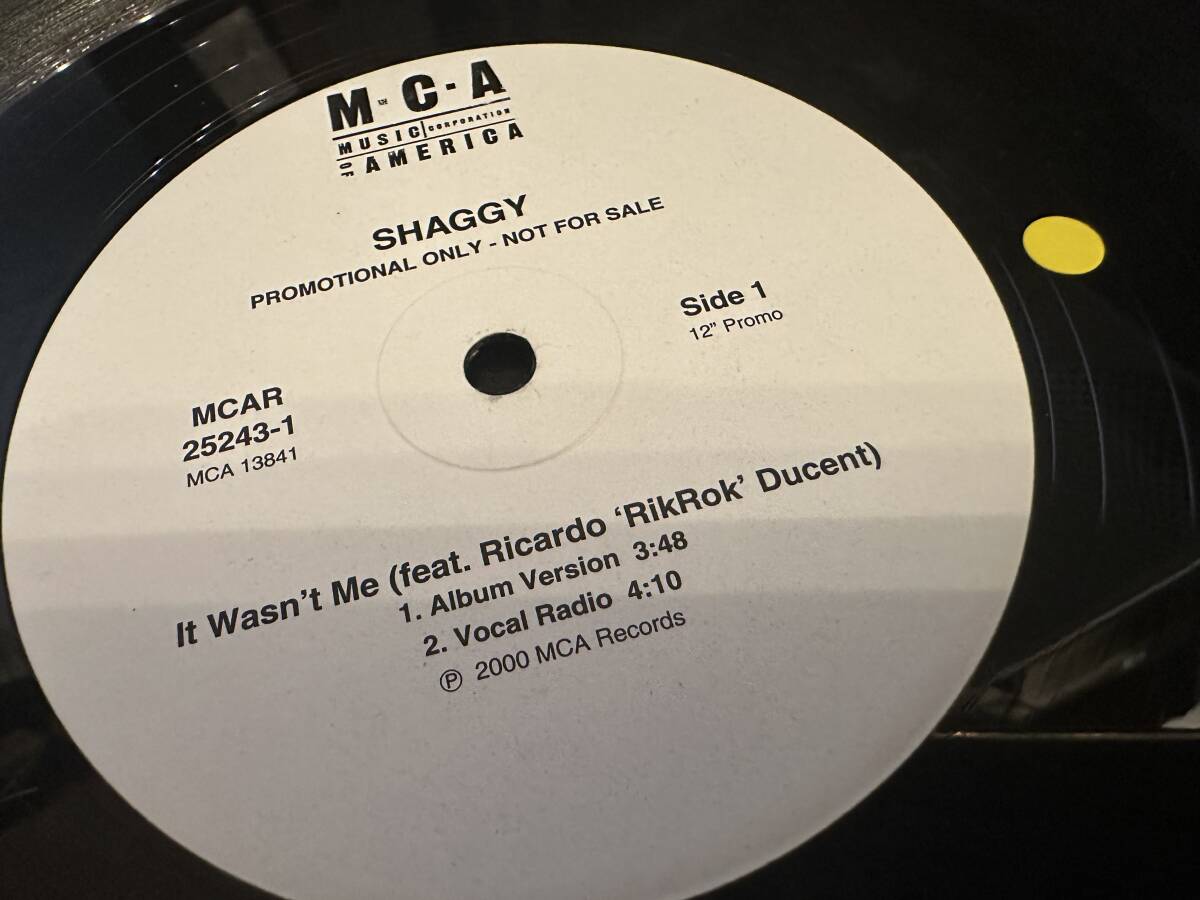 M·C·A
MUSIC CORPORATION
OF AMERICA
SHAGGY
PROMOTIONAL ONLY - NOT FOR SALE
Side 1
12" Promo
MCAR
25243-1
MCA 13841
It Wasn't Me (feat. Ricardo 'RikRok' Ducent)
1. Album Version 3:48
2. Vocal Radio 4:10
℗ 2000 MCA Records